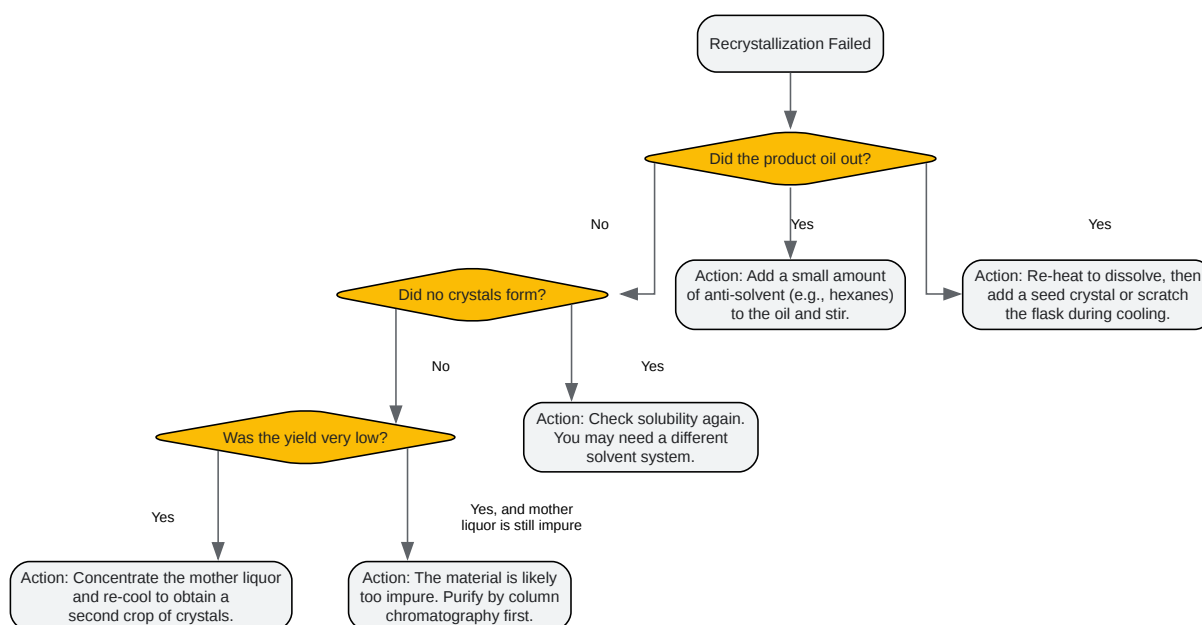 Recrystallization Failed
Did the product oil out?
No
Yes
Yes
Did no crystals form?
Action: Add a small amount
of anti-solvent (e.g., hexanes)
to the oil and stir.
Action: Re-heat to dissolve, then
add a seed crystal or scratch
the flask during cooling.
No
Yes
Was the yield very low?
Action: Check solubility again.
You may need a different
solvent system.
Yes
Yes, and mother
liquor is still impure
Action: Concentrate the mother liquor
and re-cool to obtain a
second crop of crystals.
Action: The material is likely
too impure. Purify by column
chromatography first.